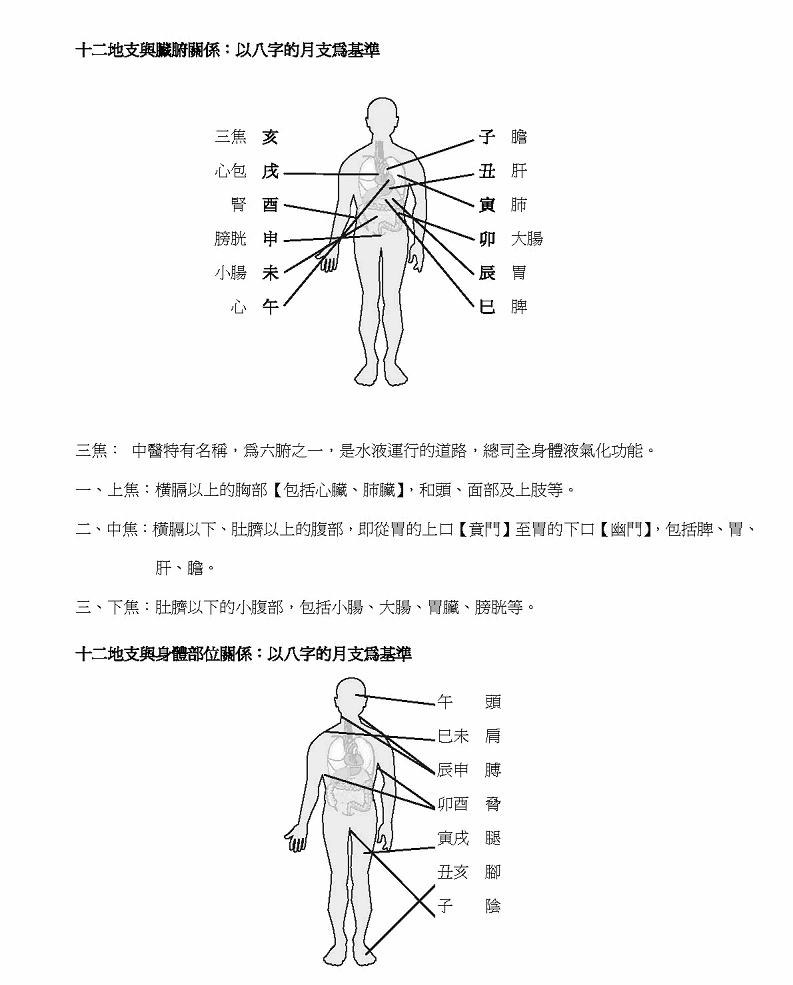 十二地支與臟腑關係：以八字的月支為基準
三焦 亥 子 膽
心包 戌 丑 肝
腎 酉 寅 肺
膀胱 申 卯 大腸
小腸 未 辰 胃
心 午 巳 脾
三焦： 中醫特有名稱，為六腑之一，是水液運行的道路，總司全身體液氣化功能。
一、上焦：橫膈以上的胸部【包括心臟、肺臟】，和頭、面部及上肢等。
二、中焦：橫膈以下、肚臍以上的腹部，即從胃的上口【賁門】至胃的下口【幽門】，包括脾、胃、
肝、膽。
三、下焦：肚臍以下的小腹部，包括小腸、大腸、胃臟、膀胱等。
十二地支與身體部位關係：以八字的月支為基準
午 頭
巳未 肩
辰申 膊
卯酉 脅
寅戌 腿
丑亥 腳
子 陰